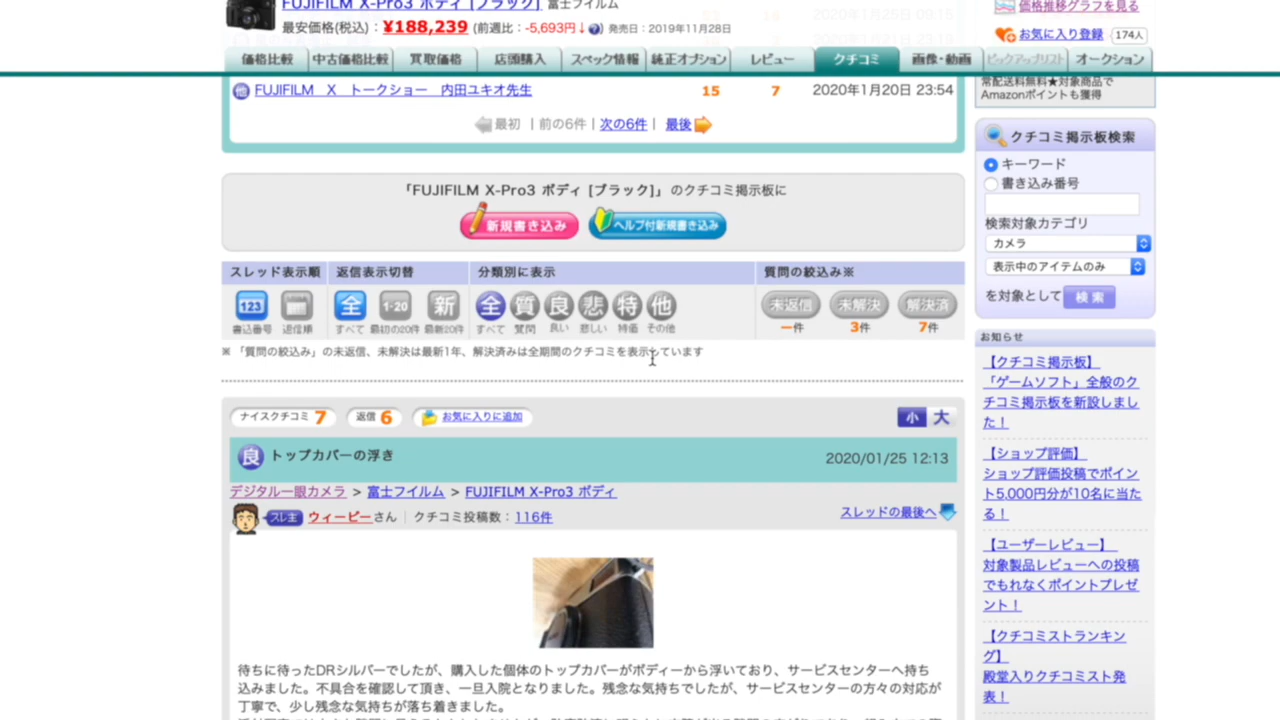 FUJIFILM X-Pro3 ボディ [ブラック] 富士フイルム
最安価格(税込)：¥188,239 (前週比：-5,693円↓) 発売日：2019年11月28日
価格推移グラフを見る
お気に入り登録 174人
価格比較 中古価格比較 買取価格 店頭購入 スペック情報 純正オプション レビュー クチコミ 画像・動画 ピックアップリスト オークション
他 FUJIFILM X トークショー 内田ユキオ先生 15 7 2020年1月20日 23:54
最初 | 前の6件 | 次の6件 | 最後
「FUJIFILM X-Pro3 ボディ [ブラック]」のクチコミ掲示板に
新規書き込み ヘルプ付新規書き込み
スレッド表示順 返信表示切替 分類別に表示 質問の絞込み※
123 全 1-20 新 全 質 良 悲 特 他 未返信 未解決 解決済
書込番号 返信順 すべて 最初の20件 最新20件 すべて 質問 良い 悲しい 特価 その他 ー件 3件 7件
※ 「質問の絞込み」の未返信、未解決は最新1年、解決済みは全期間のクチコミを表示しています
ナイスクチコミ 7 返信 6 お気に入りに追加 小 大
良 トップカバーの浮き 2020/01/25 12:13
デジタル一眼カメラ > 富士フイルム > FUJIFILM X-Pro3 ボディ
スレ主 ウィーピーさん クチコミ投稿数：116件 スレッドの最後へ
待ちに待ったDRシルバーでしたが、購入した個体のトップカバーがボディーから浮いており、サービスセンターへ持ち
込みました。不具合を確認して頂き、一旦入院となりました。残念な気持ちでしたが、サービスセンターの方々の対応が
丁寧で、少し残念な気持ちが落ち着きました。
常配送料無料★対象商品で
Amazonポイントも獲得
クチコミ掲示板検索
キーワード
書き込み番号
検索対象カテゴリ
カメラ
表示中のアイテムのみ
を対象として 検索
お知らせ
【クチコミ掲示板】
「ゲームソフト」全般のク
チコミ掲示板を新設しまし
た！
【ショップ評価】
ショップ評価投稿でポイン
ト5,000円分が10名に当た
る！
【ユーザーレビュー】
対象製品レビューへの投稿
でもれなくポイントプレゼ
ント！
【クチコミストランキン
グ】
殿堂入りクチコミスト発
表！